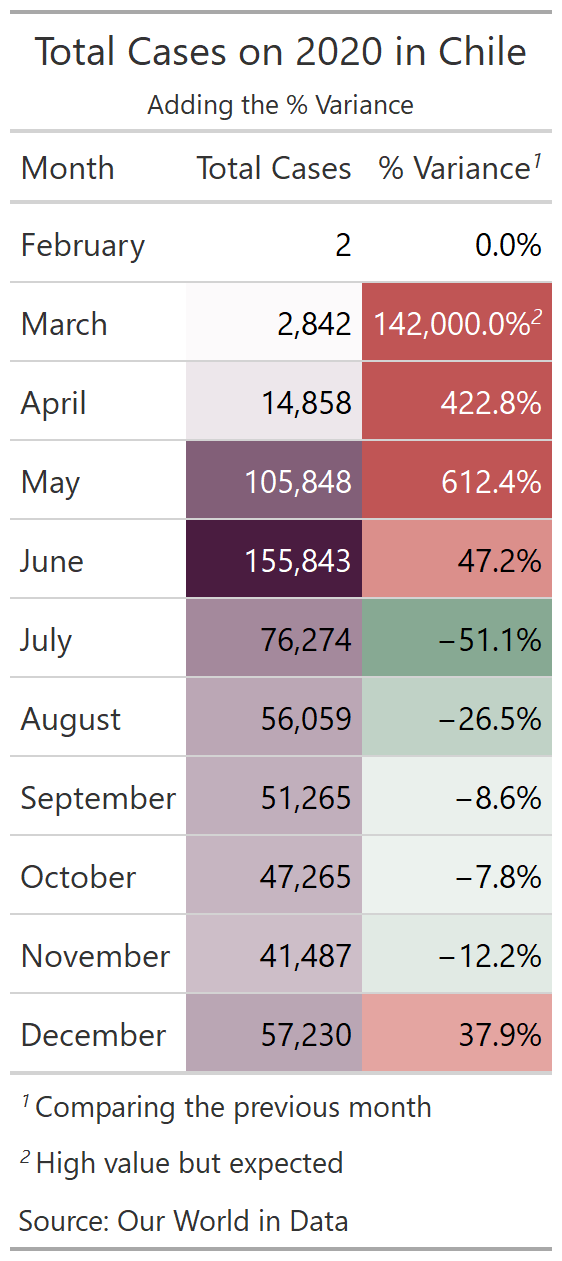 Total Cases on 2020 in Chile
Adding the % Variance
Month Total Cases % Variance1
February 2 0.0%
March 2,842 142,000.0%2
April 14,858 422.8%
May 105,848 612.4%
June 155,843 47.2%
July 76,274 −51.1%
August 56,059 −26.5%
September 51,265 −8.6%
October 47,265 −7.8%
November 41,487 −12.2%
December 57,230 37.9%
1 Comparing the previous month
2 High value but expected
Source: Our World in Data